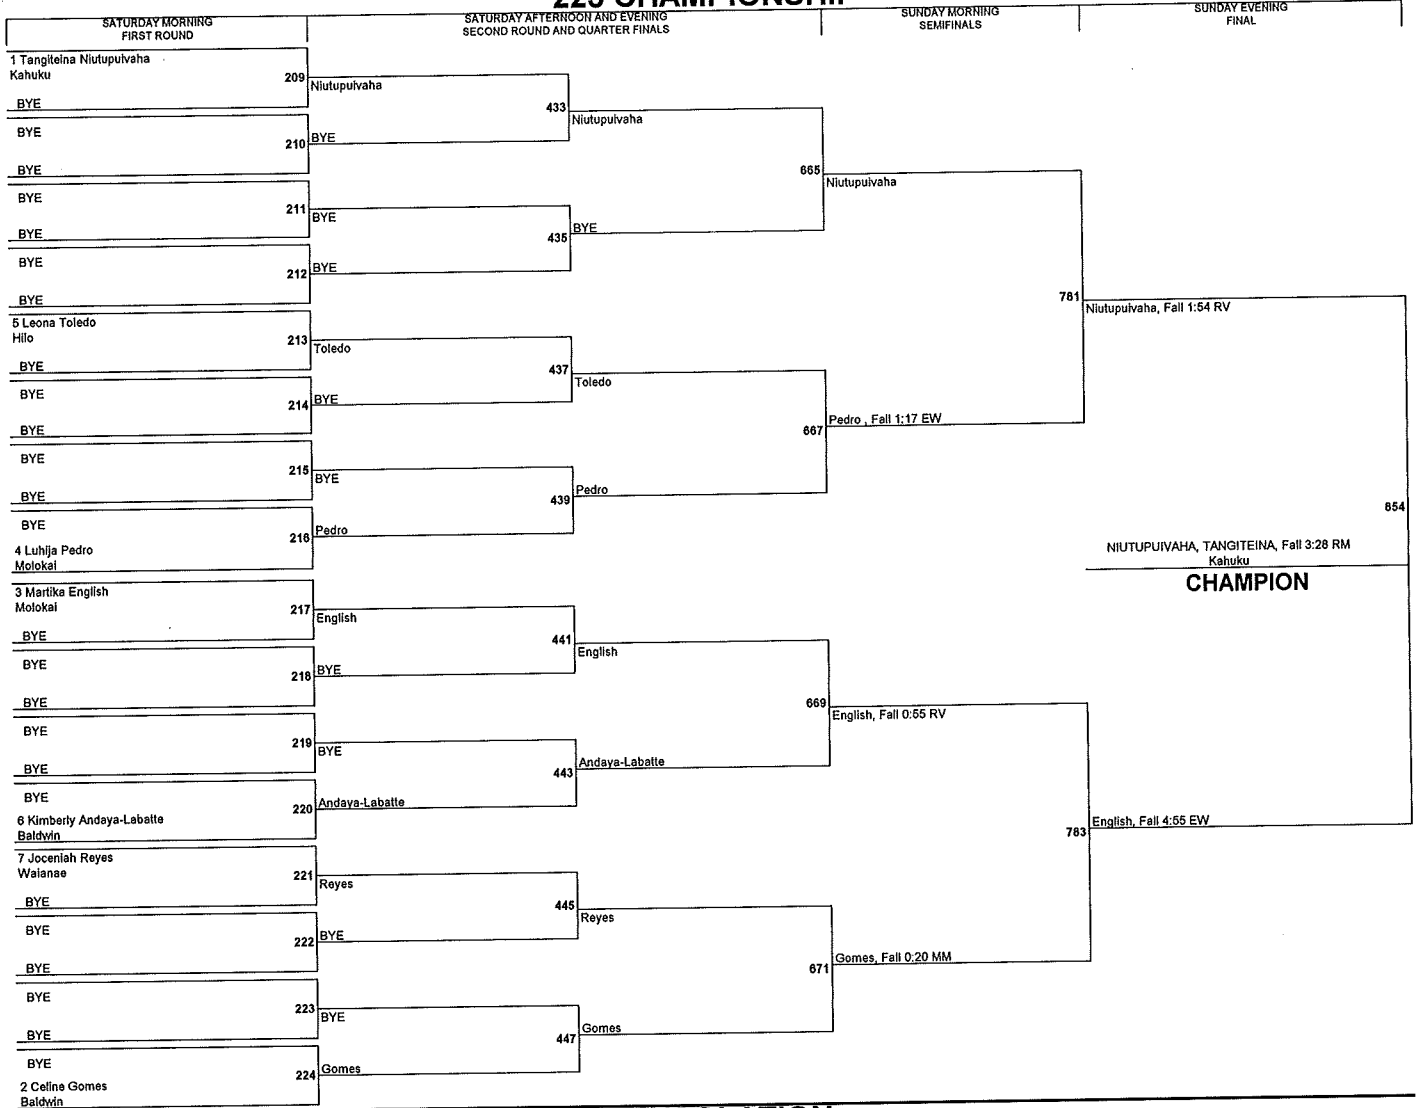 SATURDAY MORNING
FIRST ROUND
SATURDAY AFTERNOON AND EVENING
SECOND ROUND AND QUARTER FINALS
SUNDAY MORNING
SEMIFINALS
SUNDAY EVENING
FINAL
1 Tangiteina Niutupuivaha
Kahuku
209
BYE
BYE
210
BYE
BYE
211
BYE
BYE
212
BYE
5 Leona Toledo
Hilo
213
BYE
BYE
214
BYE
BYE
215
BYE
BYE
216
4 Luhija Pedro
Molokai
3 Martika English
Molokai
217
BYE
BYE
218
BYE
BYE
219
BYE
BYE
220
6 Kimberly Andaya-Labatte
Baldwin
7 Joceniah Reyes
Waianae
221
BYE
BYE
222
BYE
BYE
223
BYE
BYE
224
2 Celine Gomes
Baldwin
Niutupuivaha
433
BYE
BYE
435
BYE
Toledo
437
BYE
BYE
439
Pedro
English
441
BYE
BYE
443
Andaya-Labatte
Reyes
445
BYE
BYE
447
Gomes
Niutupuivaha
665
BYE
Toledo
667
Pedro
English
669
Andaya-Labatte
Reyes
671
Gomes
Niutupuivaha
781
Pedro , Fall 1:17 EW
English, Fall 0:55 RV
783
Gomes, Fall 0:20 MM
Niutupuivaha, Fall 1:54 RV
854
English, Fall 4:55 EW
NIUTUPUIVAHA, TANGITEINA, Fall 3:28 RM
Kahuku
CHAMPION